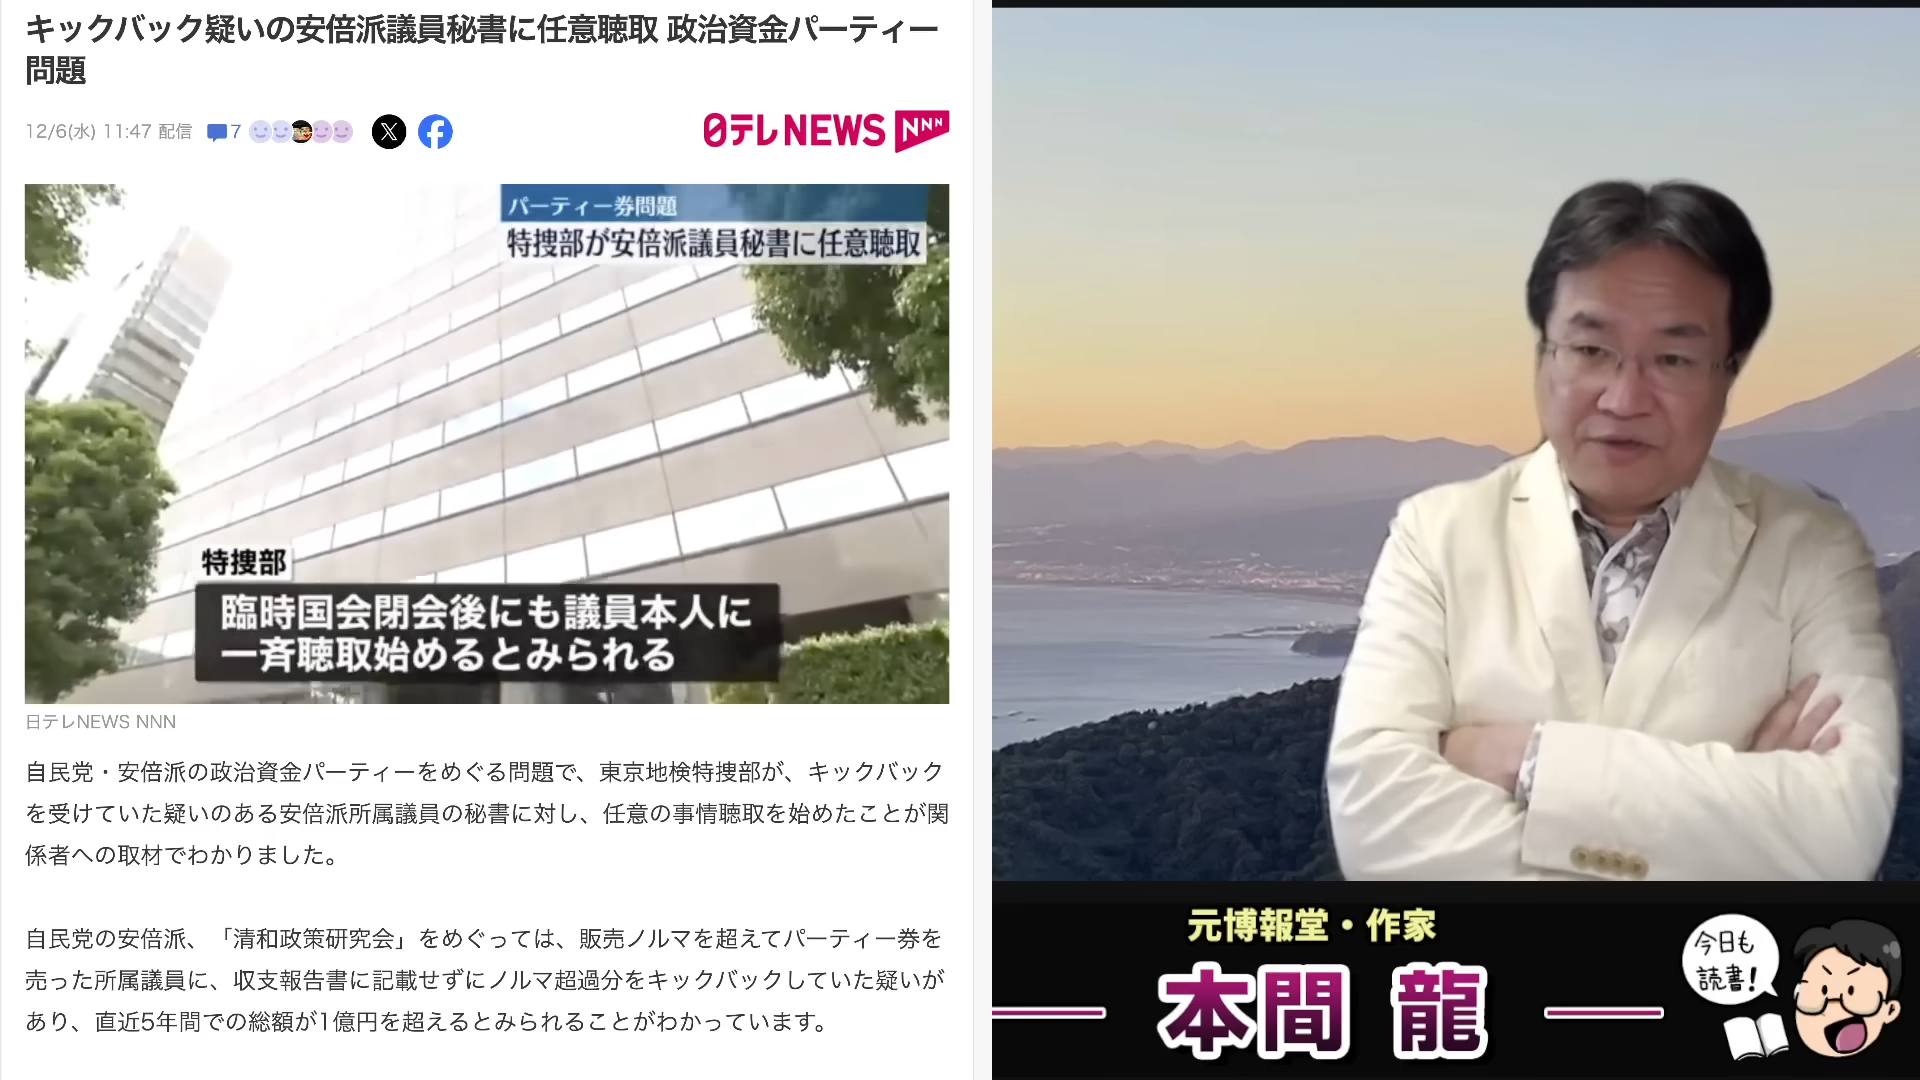 キックバック疑いの安倍派議員秘書に任意聴取 政治資金パーティー
問題
12/6(水) 11:47 配信
7
日テレNEWS NNN
パーティー券問題
特捜部が安倍派議員秘書に任意聴取
特捜部
臨時国会閉会後にも議員本人に
一斉聴取始めるとみられる
日テレNEWS NNN
自民党・安倍派の政治資金パーティーをめぐる問題で、東京地検特捜部が、キックバック
を受けていた疑いのある安倍派所属議員の秘書に対し、任意の事情聴取を始めたことが関
係者への取材でわかりました。
自民党の安倍派、「清和政策研究会」をめぐっては、販売ノルマを超えてパーティー券を
売った所属議員に、収支報告書に記載せずにノルマ超過分をキックバックしていた疑いが
あり、直近5年間での総額が1億円を超えるとみられることがわかっています。
元博報堂・作家
本間 龍
今日も
読書!